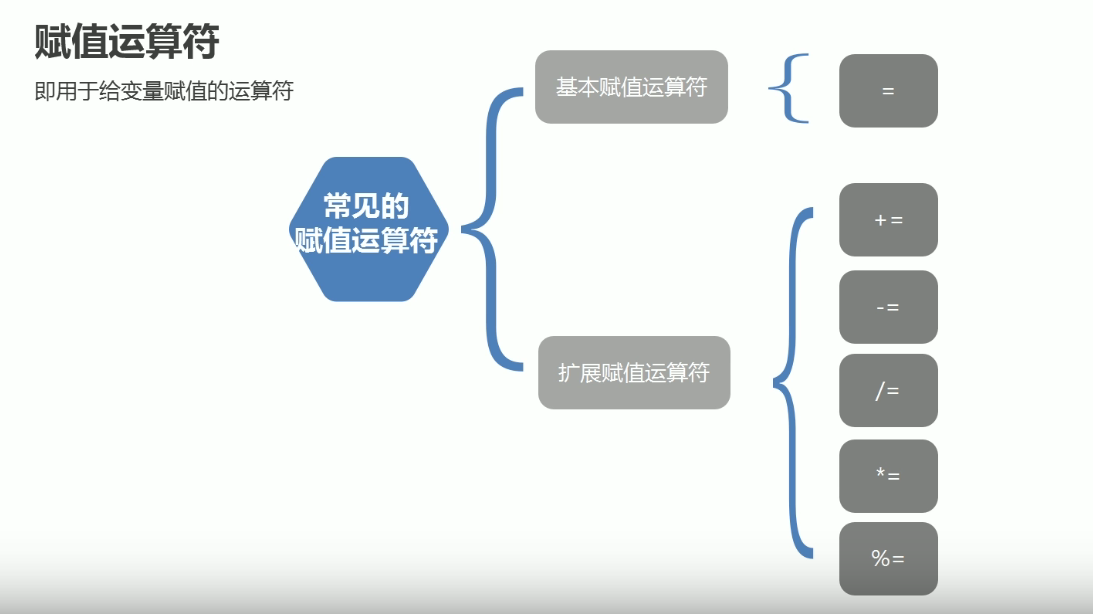 赋值运算符
即用于给变量赋值的运算符
常见的
赋值运算符
基本赋值运算符
=
扩展赋值运算符
+=
-=
/=
*=
%=